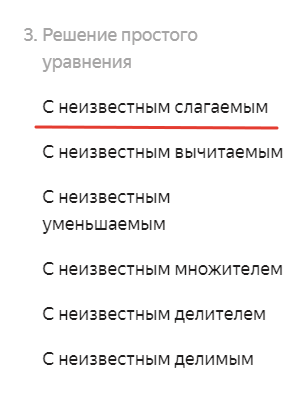 3. Решение простого
уравнения
С неизвестным слагаемым
С неизвестным вычитаемым
С неизвестным
уменьшаемым
С неизвестным множителем
С неизвестным делителем
С неизвестным делимым